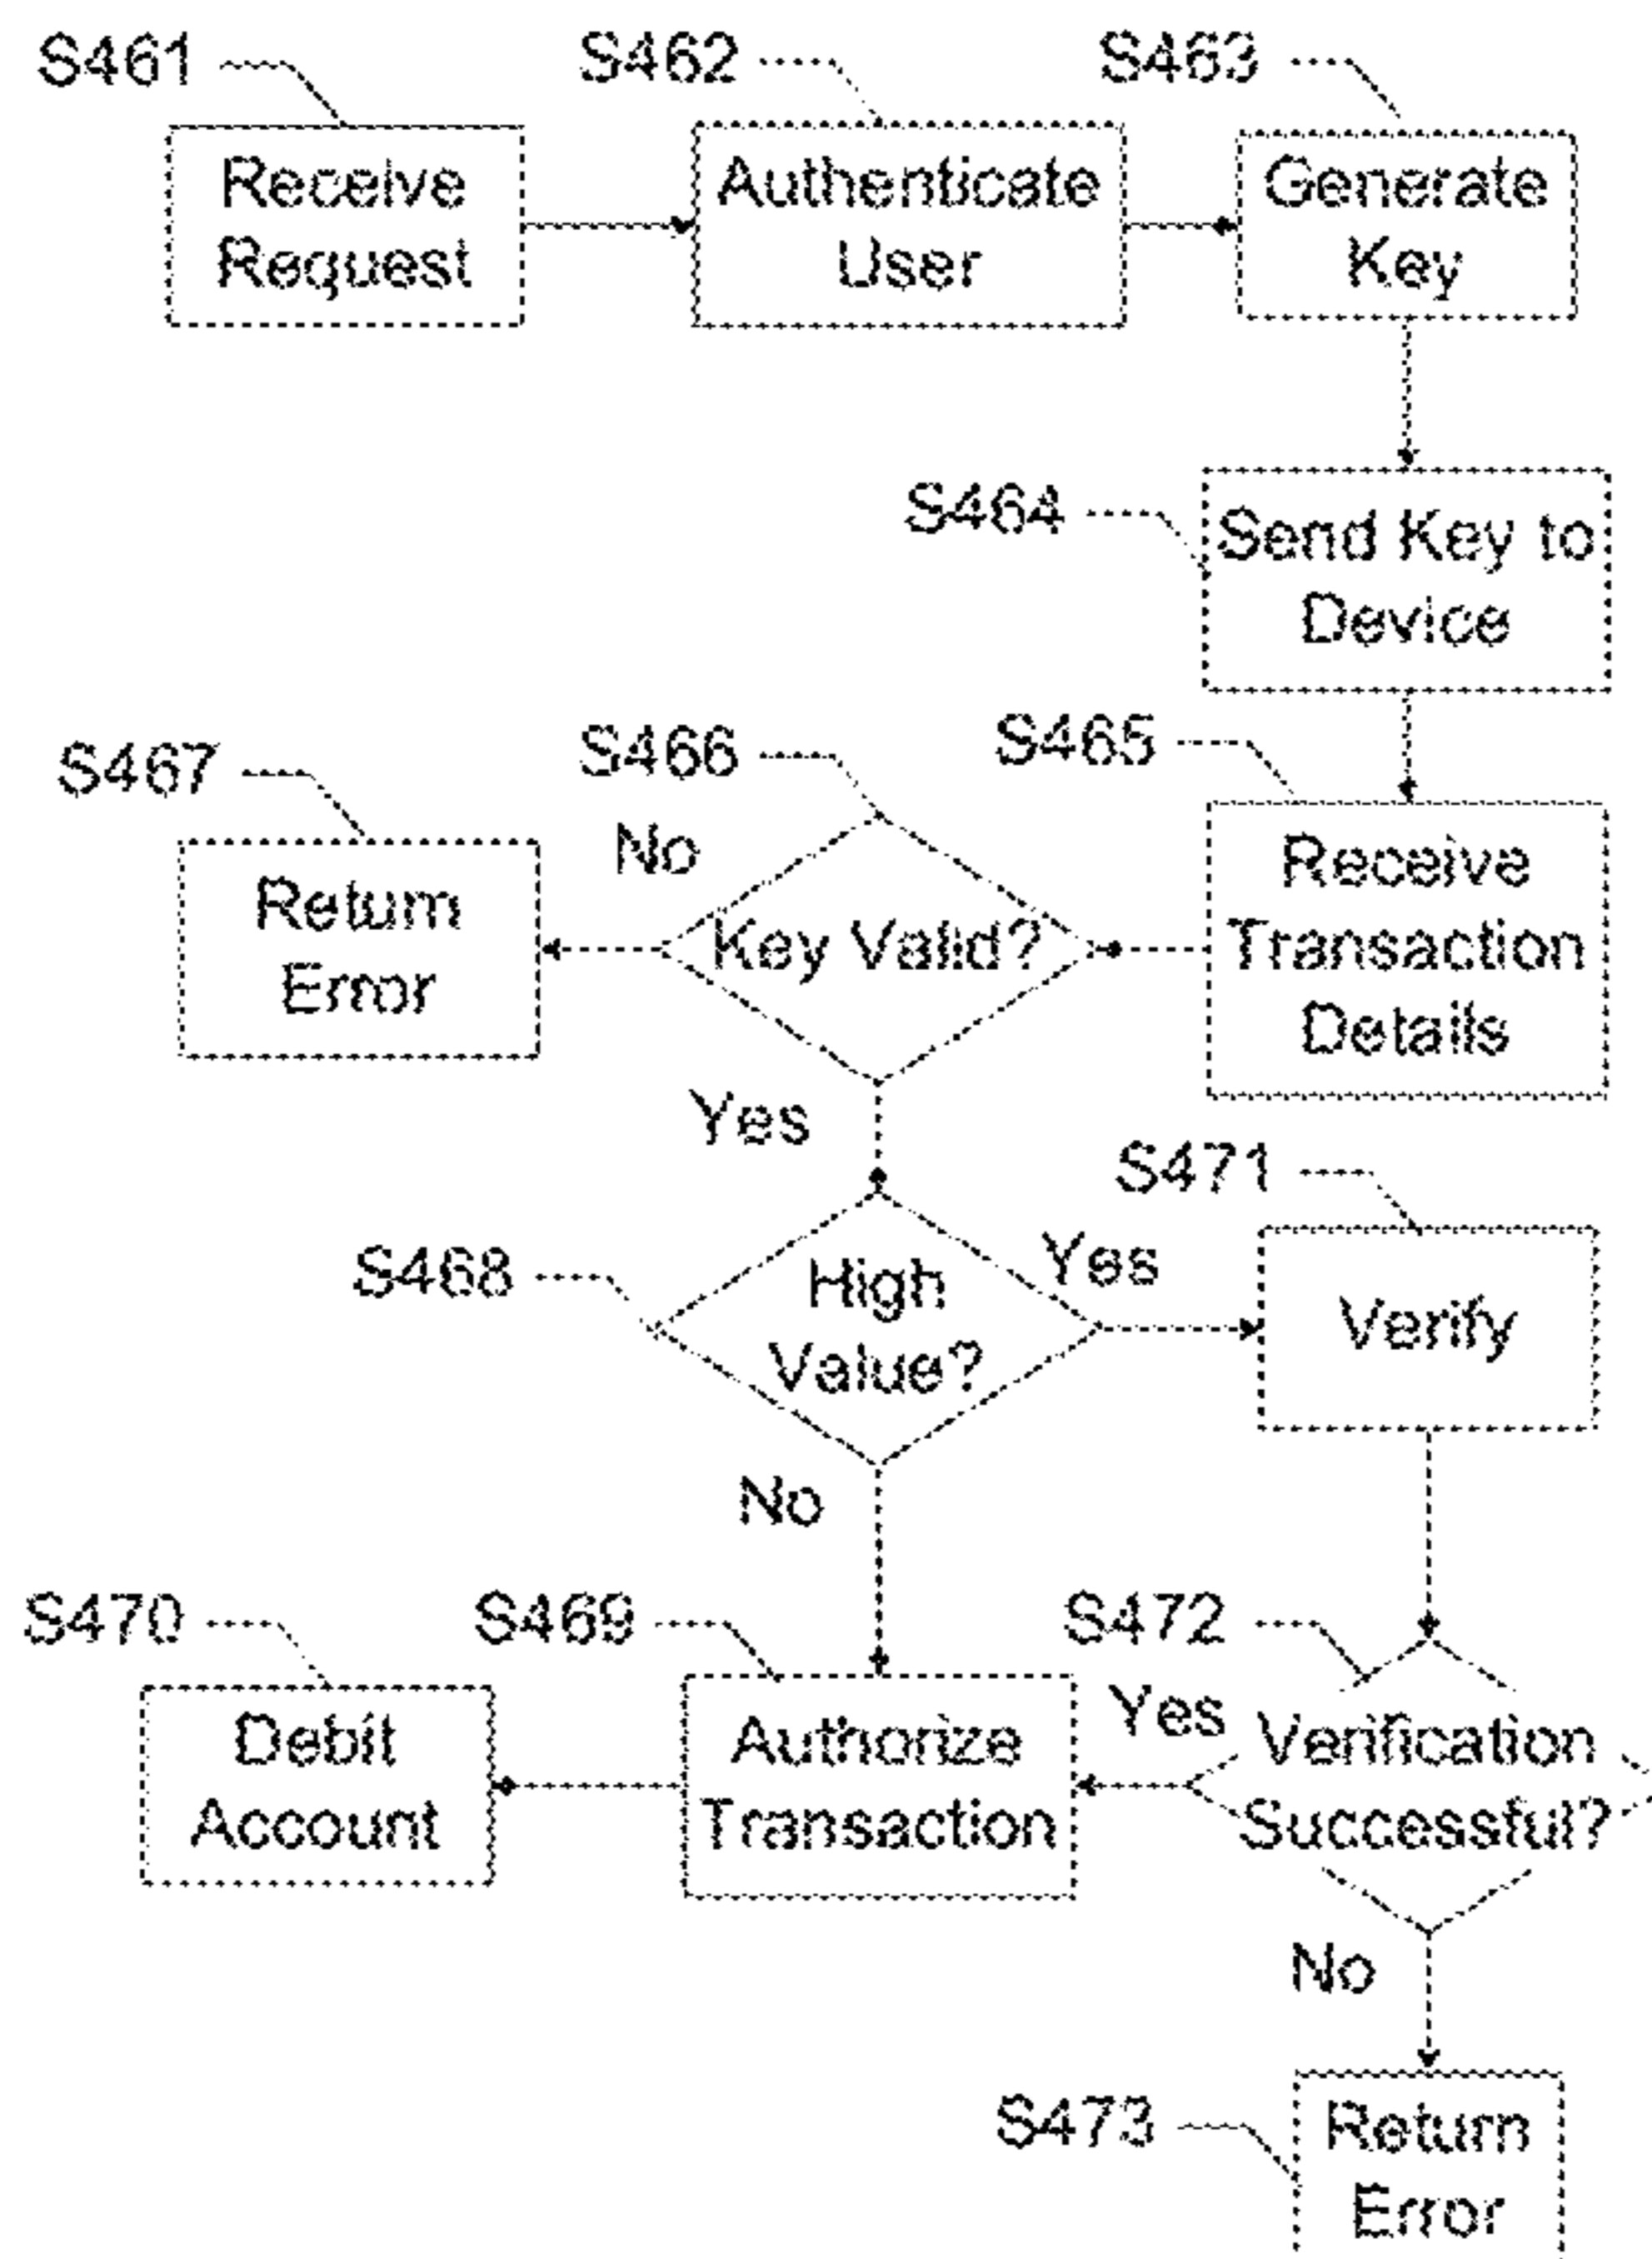 S461
S462
S463
Receive
Request
Authenticate
User
Generate
Key
S464
Send Key to
Device
S467
S466
S465
No
Return
Error
Key Valid?
Receive
Transaction
Details
Yes
S471
S468
High
Value?
Yes
Verify
No
S470
S469
S472
Debit
Account
Authorize
Transaction
Yes
Verification
Successful?
No
S473
Return
Error